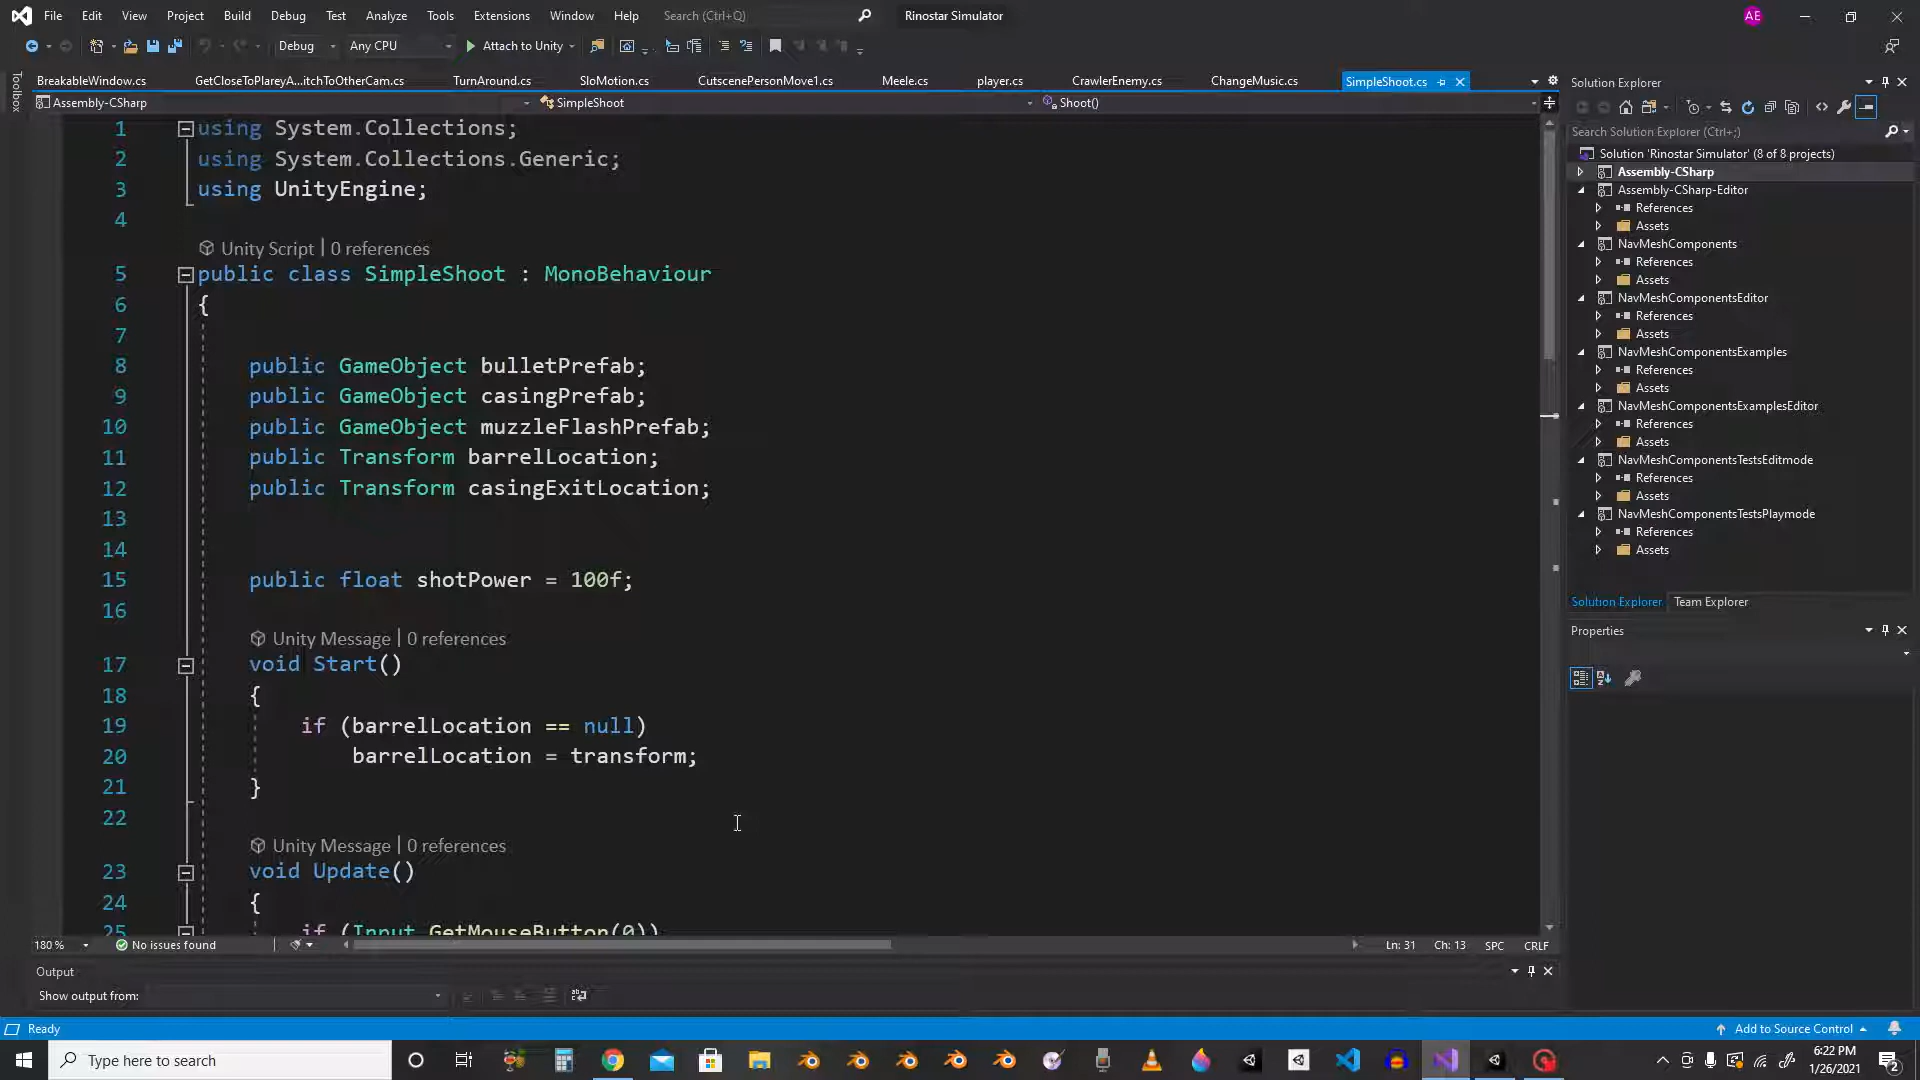 File Edit View Project Build Debug Test Analyze Tools Extensions Window Help Search (Ctrl+Q) Rinostar Simulator AE
Debug Any CPU Attach to Unity
Toolbox
BreakableWindow.cs GetCloseToPlareyA...itchToOtherCam.cs TurnAround.cs SloMotion.cs CutscenePersonMove1.cs Meele.cs player.cs CrawlerEnemy.cs ChangeMusic.cs SimpleShoot.cs
Assembly-CSharp SimpleShoot Shoot()
1 using System.Collections;
2 using System.Collections.Generic;
3 using UnityEngine;
4
Unity Script | 0 references
5 public class SimpleShoot : MonoBehaviour
6 {
7
8 public GameObject bulletPrefab;
9 public GameObject casingPrefab;
10 public GameObject muzzleFlashPrefab;
11 public Transform barrelLocation;
12 public Transform casingExitLocation;
13
14
15 public float shotPower = 100f;
16
Unity Message | 0 references
17 void Start()
18 {
19 if (barrelLocation == null)
20 barrelLocation = transform;
21 }
22
Unity Message | 0 references
23 void Update()
24 {
25 if (Input.GetMouseButton(0))
180 % No issues found Ln: 31 Ch: 13 SPC CRLF
Output
Show output from:
Solution Explorer
Search Solution Explorer (Ctrl+;)
Solution 'Rinostar Simulator' (8 of 8 projects)
Assembly-CSharp
Assembly-CSharp-Editor
References
Assets
NavMeshComponents
References
Assets
NavMeshComponentsEditor
References
Assets
NavMeshComponentsExamples
References
Assets
NavMeshComponentsExamplesEditor
References
Assets
NavMeshComponentsTestsEditmode
References
Assets
NavMeshComponentsTestsPlaymode
References
Assets
Solution Explorer Team Explorer
Properties
Ready Add to Source Control
Type here to search
6:22 PM
1/26/2021
2